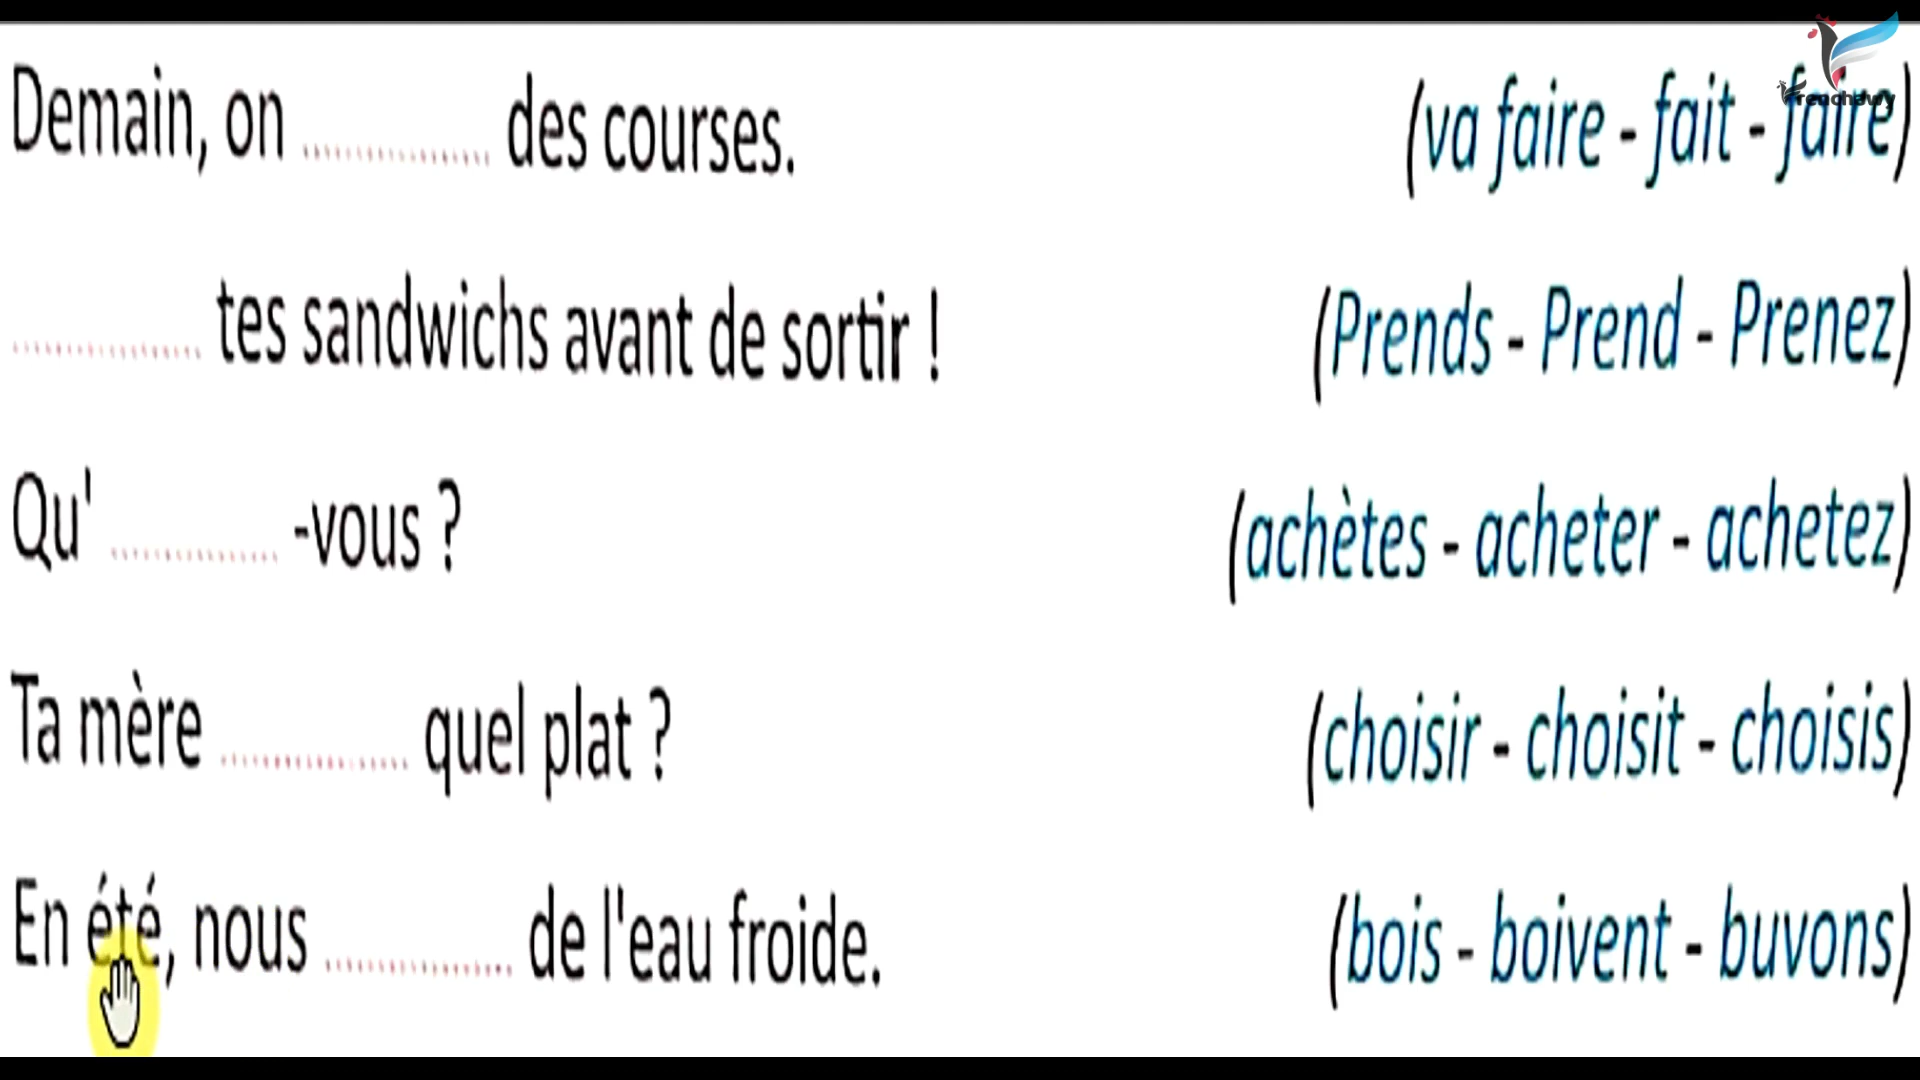 Frenchawy
Demain, on ................ des courses. (va faire - fait - faire)
................ tes sandwichs avant de sortir ! (Prends - Prend - Prenez)
Qu' ............... -vous ? (achètes - acheter - achetez)
Ta mère ................ quel plat ? (choisir - choisit - choisis)
En été, nous ................ de l'eau froide. (bois - boivent - buvons)